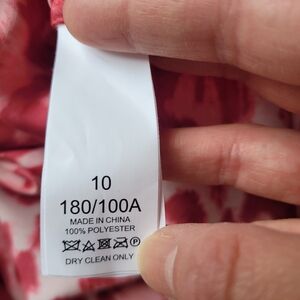 10
180/100A
MADE IN CHINA
100% POLYESTER
P
DRY CLEAN ONLY